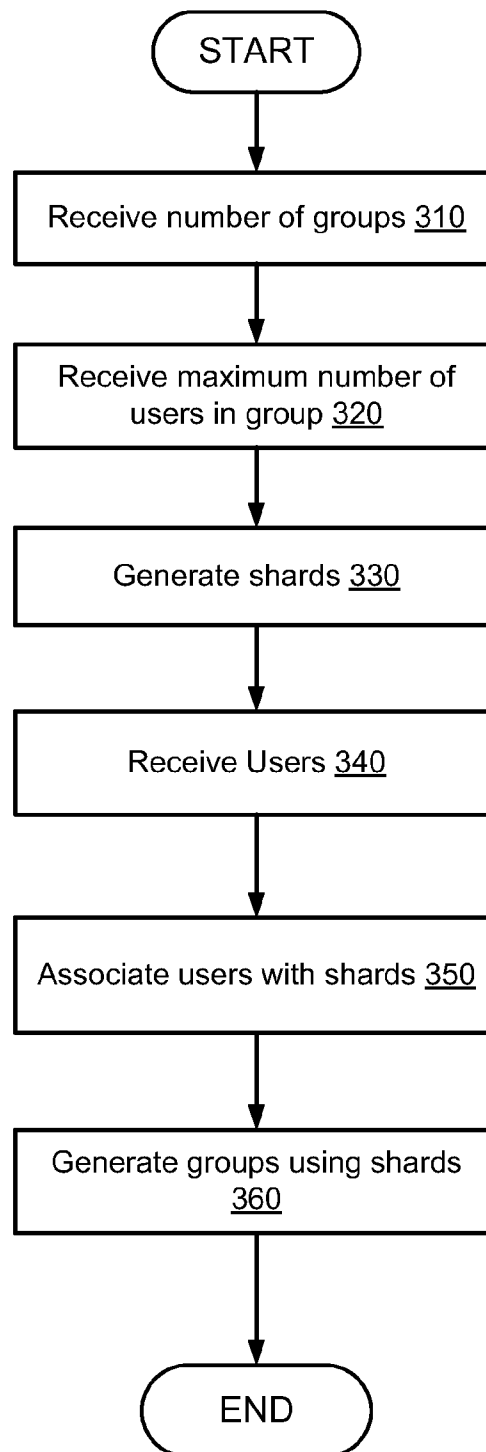 START
Receive number of groups 310
Receive maximum number of
users in group 320
Generate shards 330
Receive Users 340
Associate users with shards 350
Generate groups using shards
360
END